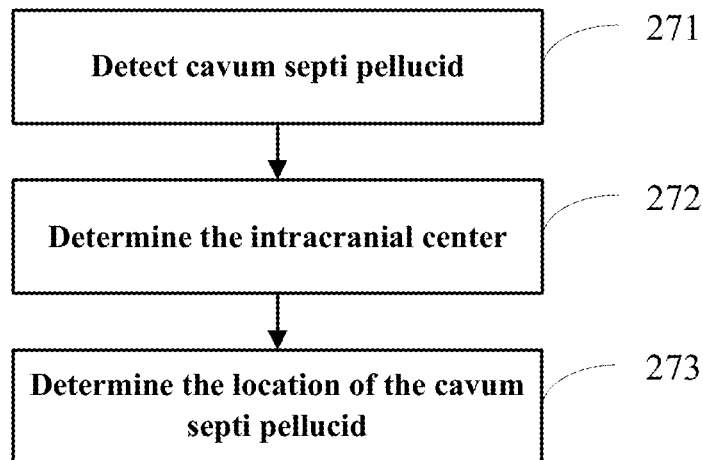 271
Detect cavum septi pellucid
272
Determine the intracranial center
273
Determine the location of the cavum
septi pellucid